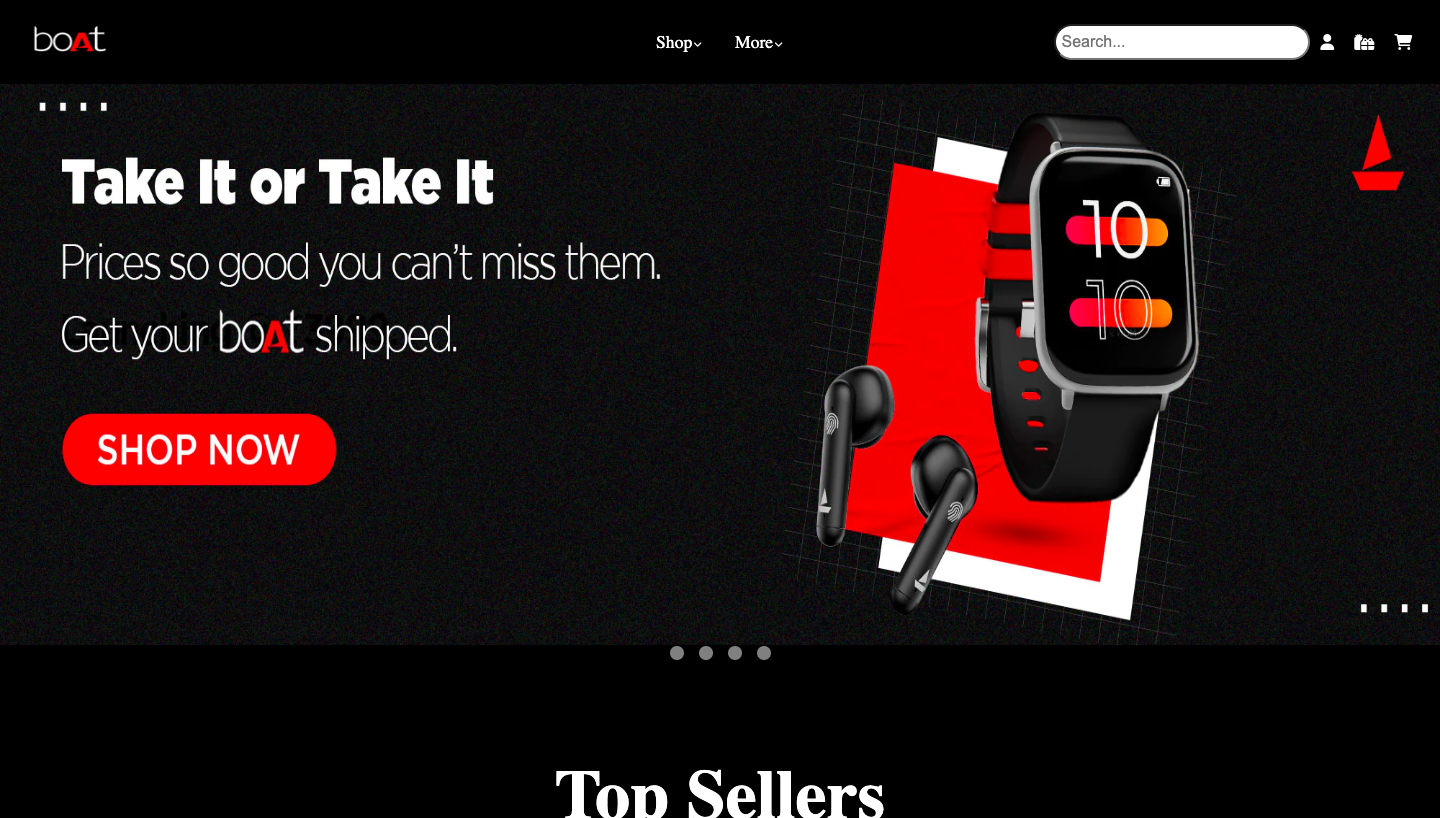 boAt
Shop
More
Search...
Take It or Take It
Prices so good you can't miss them.
Get your boAt shipped.
SHOP NOW
10
10
Top Sellers